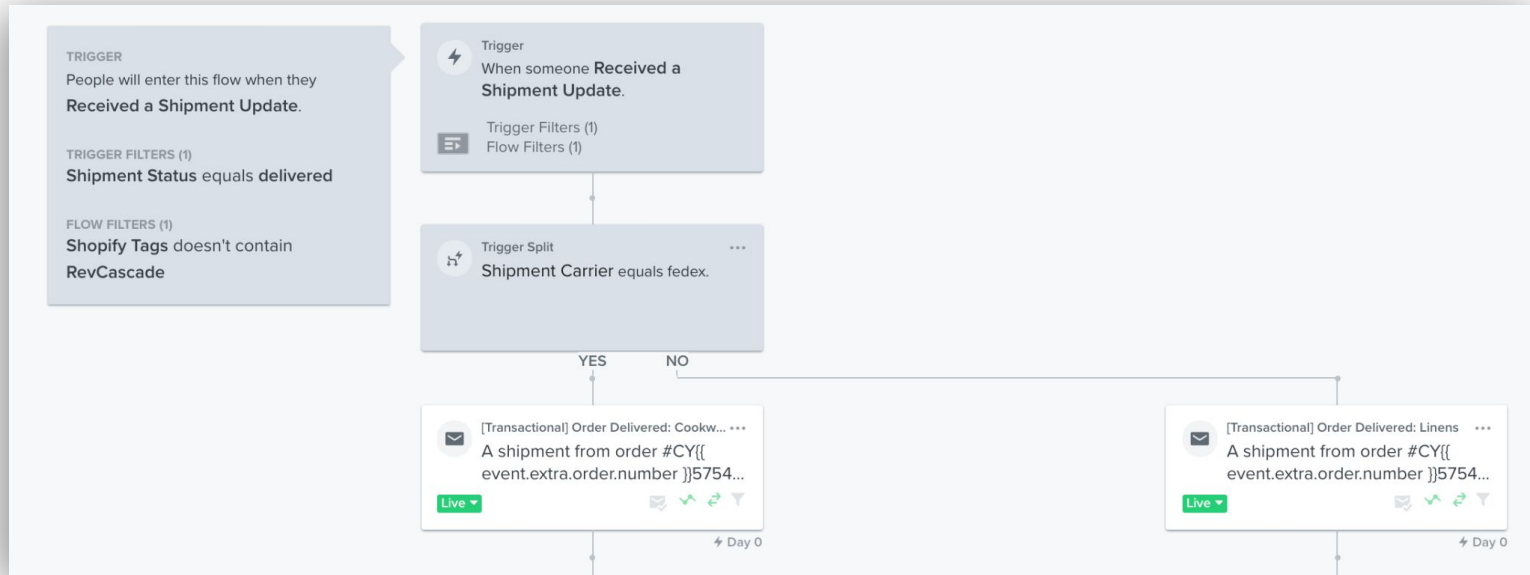 TRIGGER
People will enter this flow when they
Received a Shipment Update.
TRIGGER FILTERS (1)
Shipment Status equals delivered
FLOW FILTERS (1)
Shopify Tags doesn't contain
RevCascade
Trigger
When someone Received a
Shipment Update.
Trigger Filters (1)
Flow Filters (1)
Trigger Split
Shipment Carrier equals fedex.
YES
NO
[Transactional] Order Delivered: Cookw...
A shipment from order #CY{{
event.extra.order.number }}5754...
Live
Day 0
[Transactional] Order Delivered: Linens
A shipment from order #CY{{
event.extra.order.number }}5754...
Live
Day 0